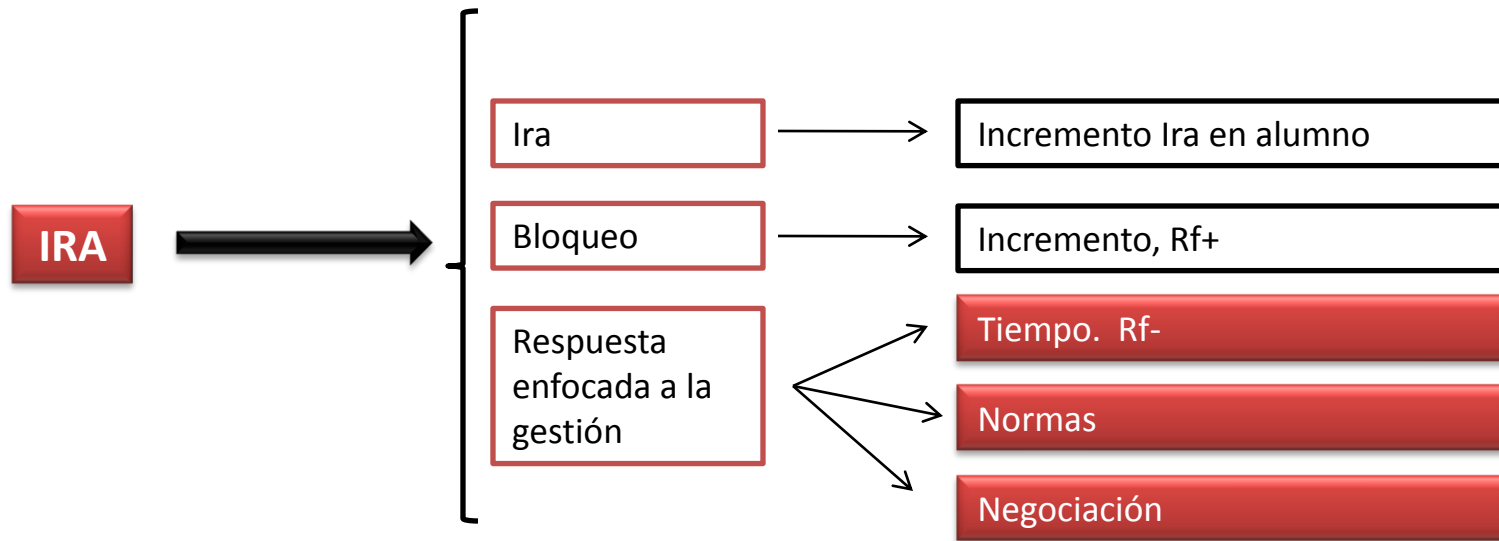 IRA
Ira
Incremento Ira en alumno
Bloqueo
Incremento, Rf+
Respuesta
enfocada a la
gestión
Tiempo.  Rf-
Normas
Negociación